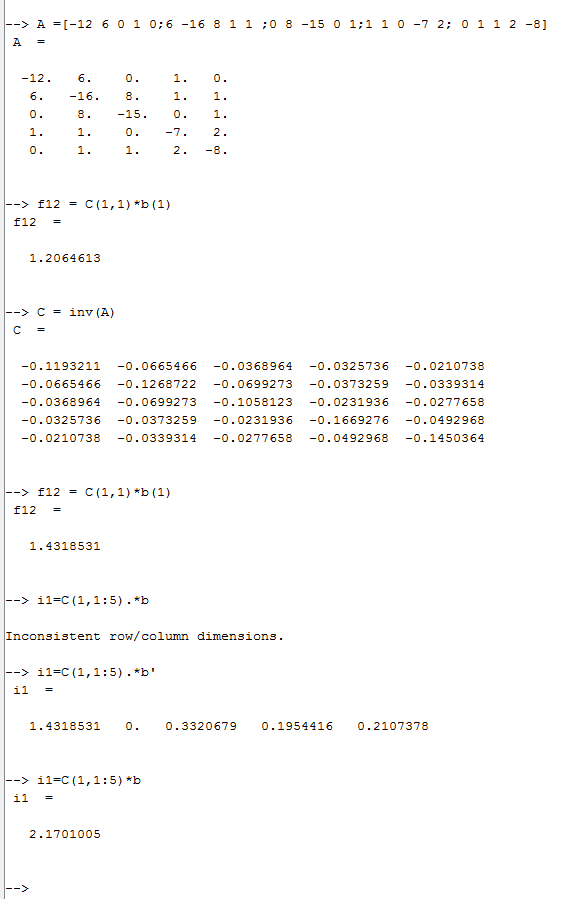 --> A =[-12 6 0 1 0;6 -16 8 1 1 ;0 8 -15 0 1;1 1 0 -7 2; 0 1 1 2 -8]
A  =
-12.   6.    0.    1.   0.
6.   -16.   8.    1.   1.
0.    8.   -15.   0.   1.
1.    1.    0.   -7.   2.
0.    1.    1.    2.  -8.
--> f12 = C(1,1)*b(1)
f12  =
1.2064613
--> C = inv(A)
C  =
-0.1193211  -0.0665466  -0.0368964  -0.0325736  -0.0210738
-0.0665466  -0.1268722  -0.0699273  -0.0373259  -0.0339314
-0.0368964  -0.0699273  -0.1058123  -0.0231936  -0.0277658
-0.0325736  -0.0373259  -0.0231936  -0.1669276  -0.0492968
-0.0210738  -0.0339314  -0.0277658  -0.0492968  -0.1450364
--> f12 = C(1,1)*b(1)
f12  =
1.4318531
--> i1=C(1,1:5).*b
Inconsistent row/column dimensions.
--> i1=C(1,1:5).*b'
i1  =
1.4318531   0.   0.3320679   0.1954416   0.2107378
--> i1=C(1,1:5)*b
i1  =
2.1701005
-->